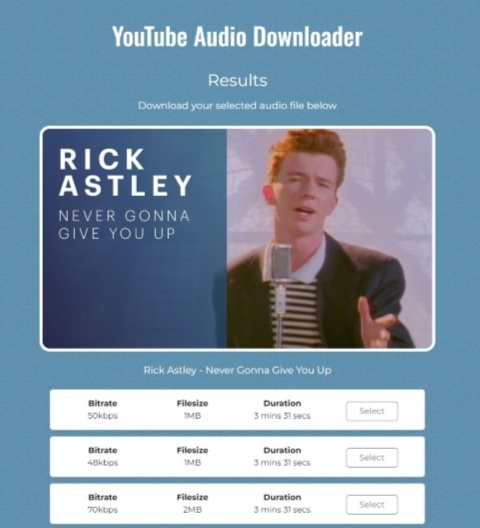 YouTube Audio Downloader
Results
Download your selected audio file below
RICK
ASTLEY
NEVER GONNA
GIVE YOU UP
Rick Astley - Never Gonna Give You Up
Bitrate Filesize Duration
50kbps 1MB 3 mins 31 secs Select
Bitrate Filesize Duration
48kbps 1MB 3 mins 31 secs Select
Bitrate Filesize Duration
70kbps 2MB 3 mins 31 secs Select